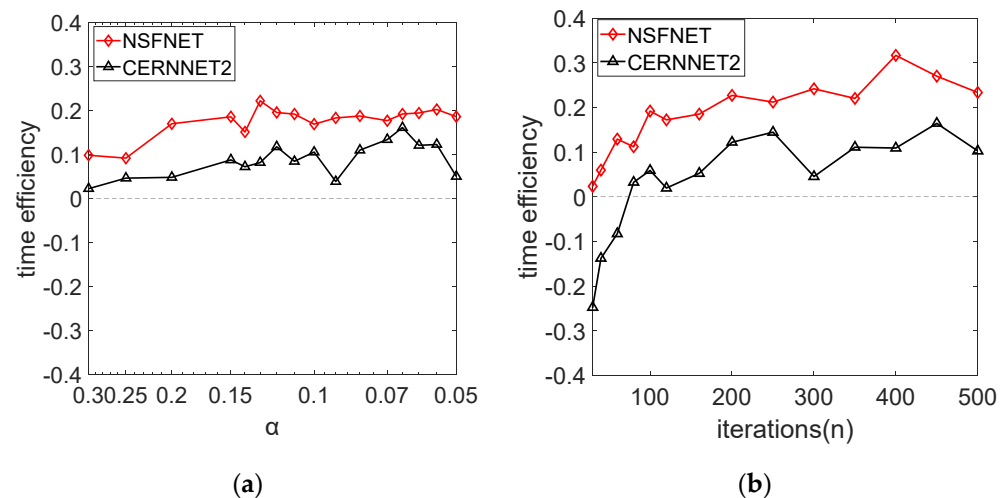 0.4
0.3
0.2
0.1
0
-0.1
-0.2
-0.3
-0.4
time efficiency
NSFNET
CERNNET2
0.3 0.25 0.2 0.15 0.1 0.07 0.05
α
(a)
0.4
0.3
0.2
0.1
0
-0.1
-0.2
-0.3
-0.4
time efficiency
NSFNET
CERNNET2
100 200 300 400 500
iterations(n)
(b)